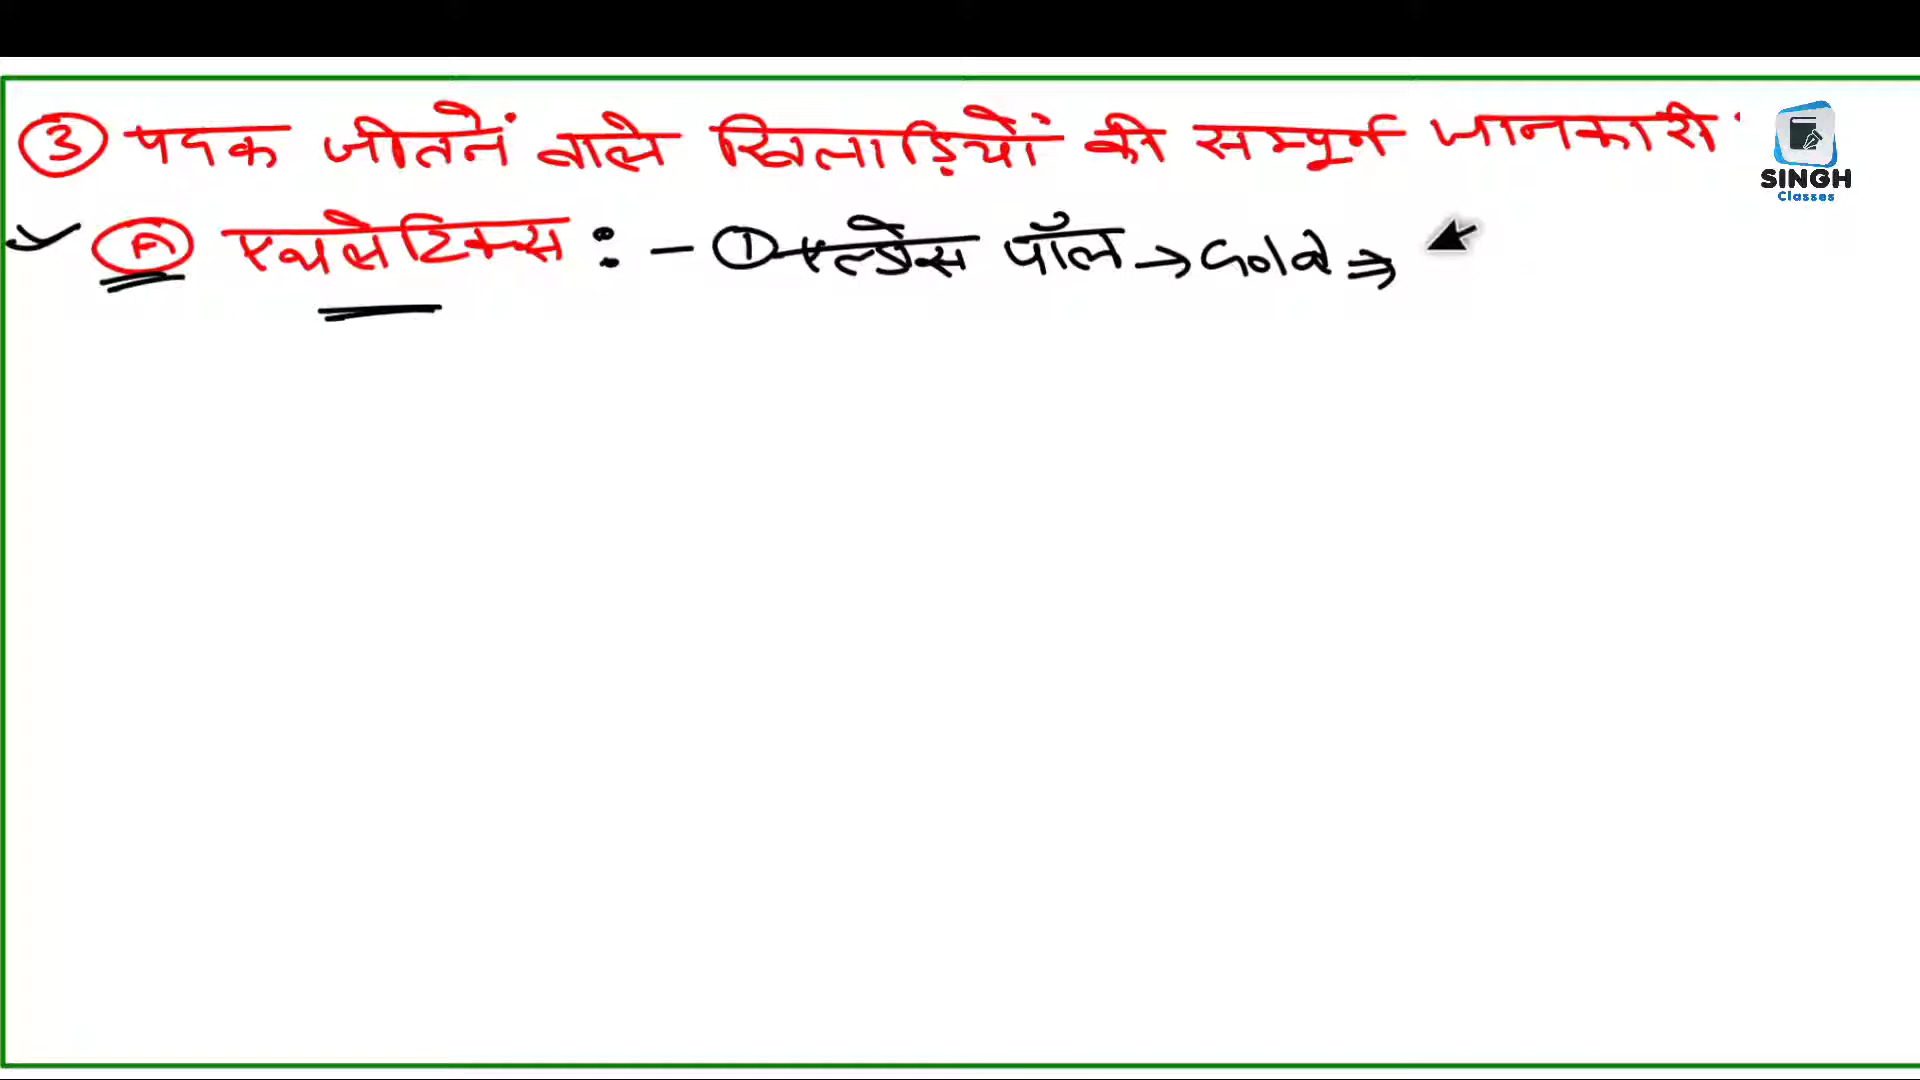 ③ पदक जीतनें वाले खिलाड़ियों की सम्पूर्ण जानकारी
SINGH
Classes
Ⓐ एथलेटिक्स :- ① एल्डोस पॉल → Gold ⇒